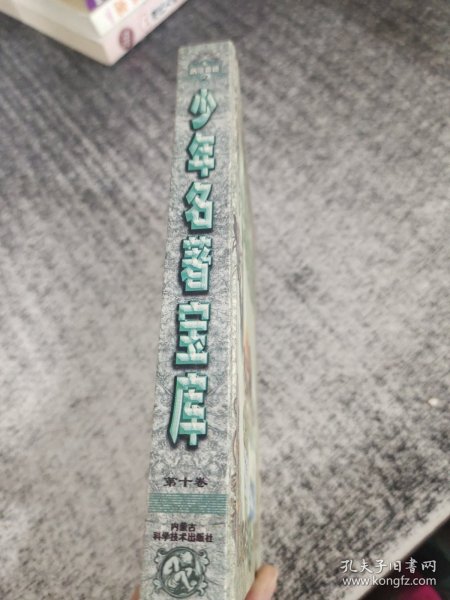 少年名著宝库
第十卷
内蒙古
科学技术出版社
孔夫子旧书网
www.kongfz.com